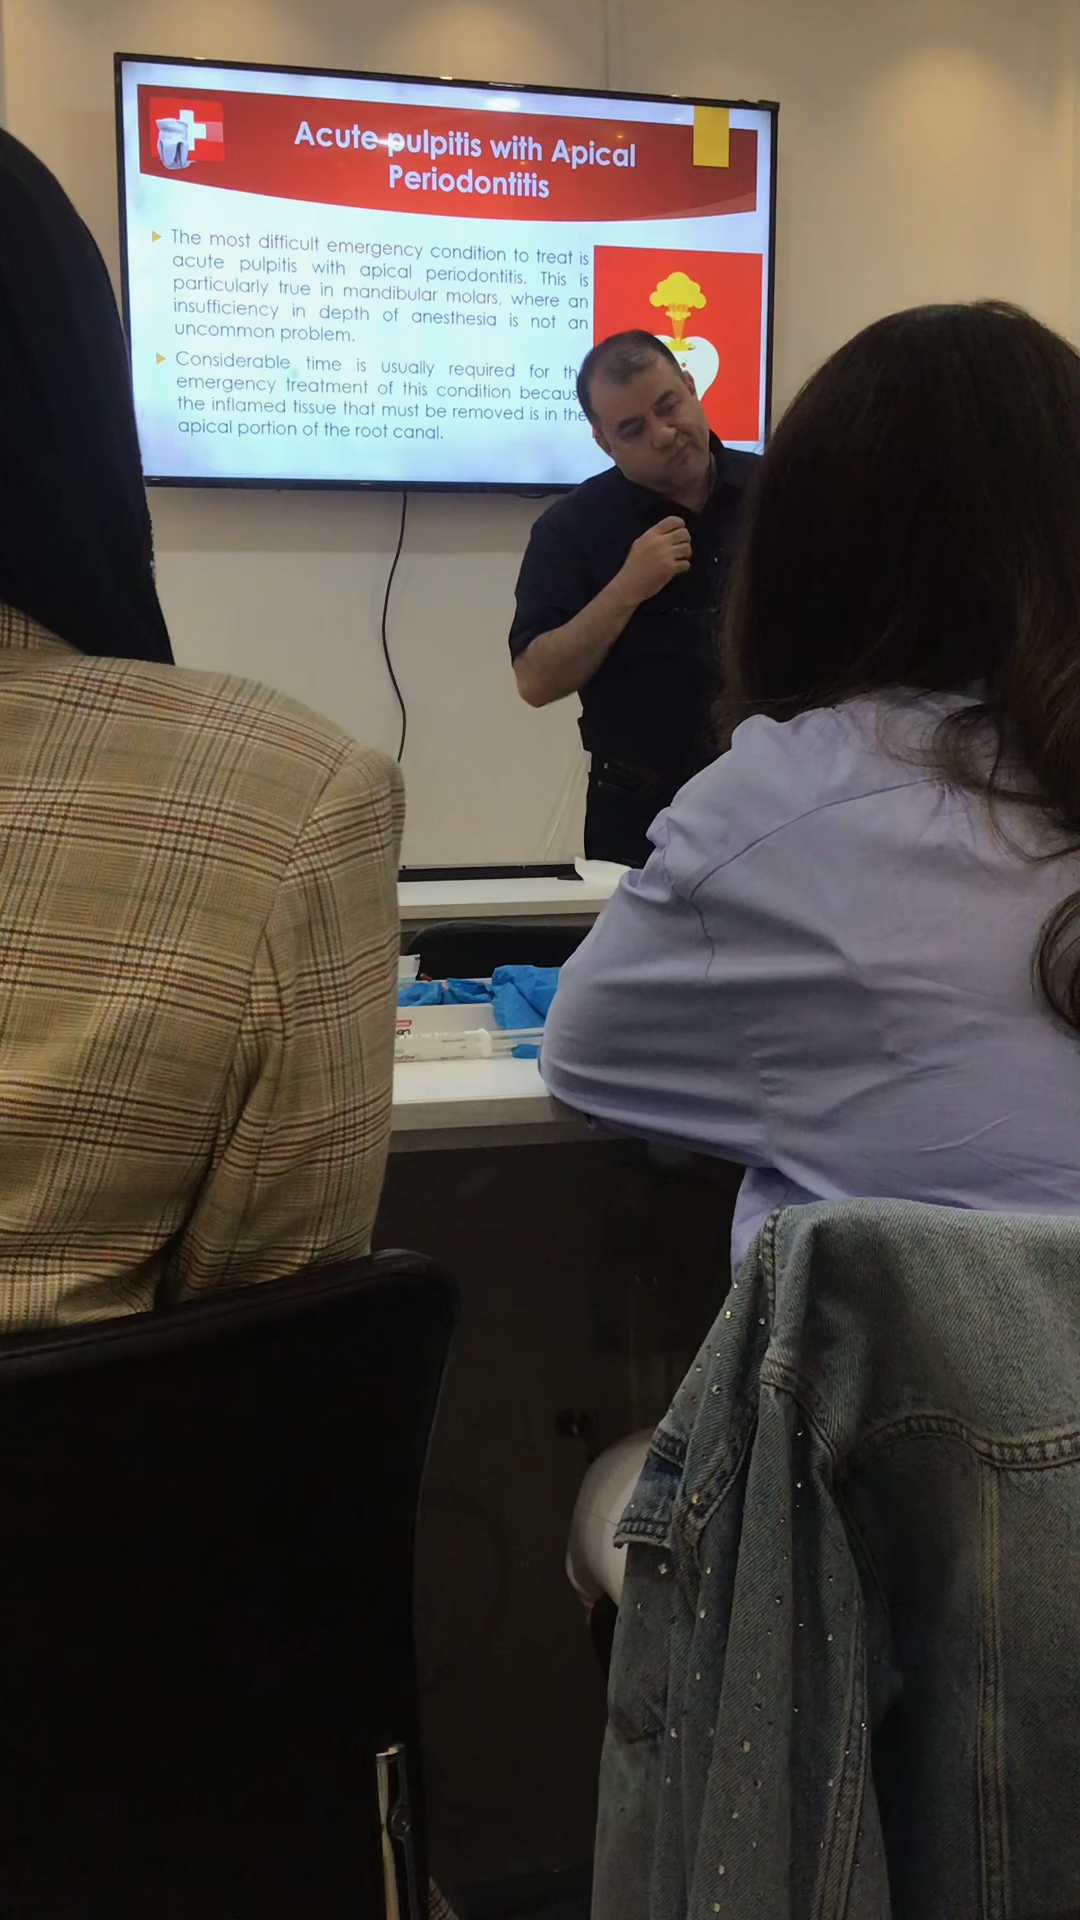 Acute pulpitis with Apical
Periodontitis
The most difficult emergency condition to treat is
acute pulpitis with apical periodontitis. This is
particularly true in mandibular molars, where an
insufficiency in depth of anesthesia is not an
uncommon problem.
Considerable time is usually required for
emergency treatment of this condition
the inflamed tissue that must be removed is in the
apical portion of the root canal.